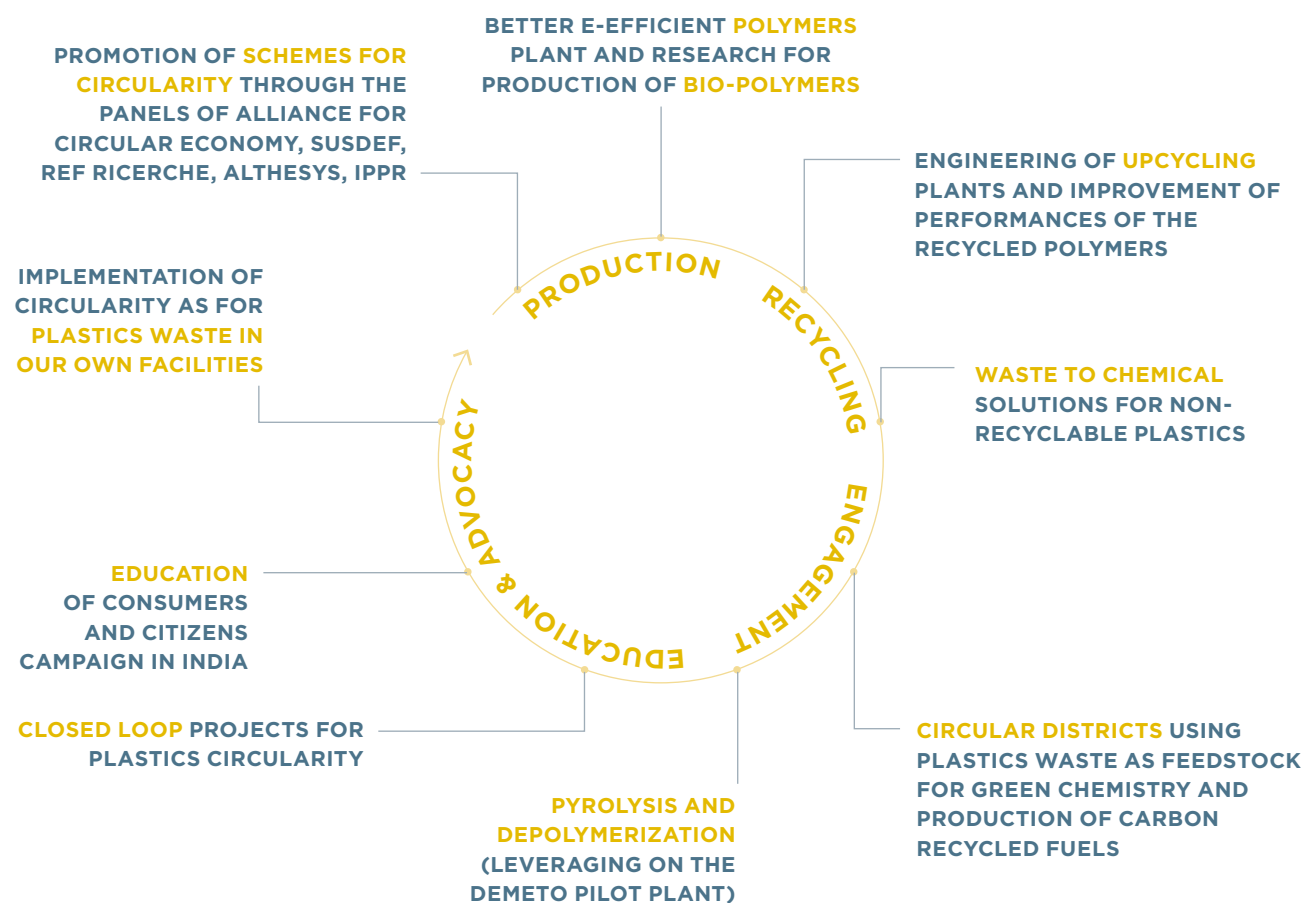 BETTER E-EFFICIENT POLYMERS
PLANT AND RESEARCH FOR
PRODUCTION OF BIO-POLYMERS
PROMOTION OF SCHEMES FOR
CIRCULARITY THROUGH THE
PANELS OF ALLIANCE FOR
CIRCULAR ECONOMY, SUSDEF,
REF RICERCHE, ALTHESYS, IPPR
ENGINEERING OF UPCYCLING
PLANTS AND IMPROVEMENT OF
PERFORMANCES OF THE
RECYCLED POLYMERS
IMPLEMENTATION OF
CIRCULARITY AS FOR
PLASTICS WASTE IN
OUR OWN FACILITIES
PRODUCTION
RECYCLING
ENGAGEMENT
EDUCATION & ADVOCACY
WASTE TO CHEMICAL
SOLUTIONS FOR NON-
RECYCLABLE PLASTICS
EDUCATION
OF CONSUMERS
AND CITIZENS
CAMPAIGN IN INDIA
CLOSED LOOP PROJECTS FOR
PLASTICS CIRCULARITY
CIRCULAR DISTRICTS USING
PLASTICS WASTE AS FEEDSTOCK
FOR GREEN CHEMISTRY AND
PRODUCTION OF CARBON
RECYCLED FUELS
PYROLYSIS AND
DEPOLYMERIZATION
(LEVERAGING ON THE
DEMETO PILOT PLANT)